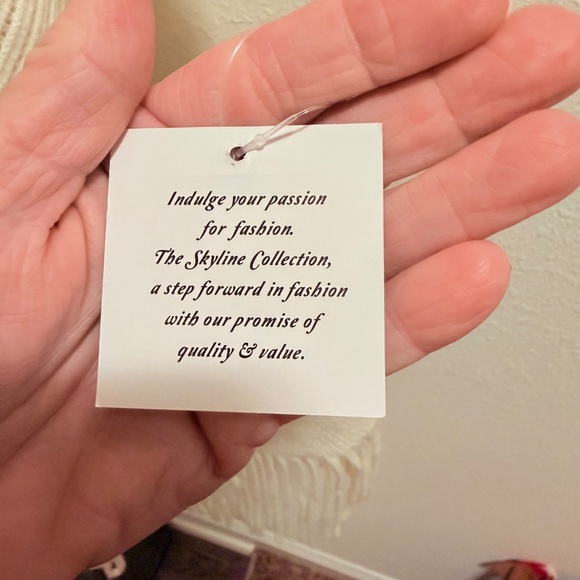 Indulge your passion
for fashion.
The Skyline Collection,
a step forward in fashion
with our promise of
quality & value.